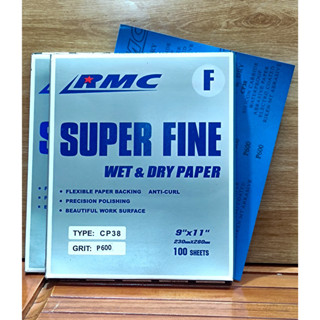 RMC
F
SUPER FINE
WET & DRY PAPER
• FLEXIBLE PAPER BACKING ANTI-CURL
• PRECISION POLISHING
• BEAUTIFUL WORK SURFACE
TYPE: CP38
GRIT: P600
9"x11"
230mmx280mm
100 SHEETS
P600